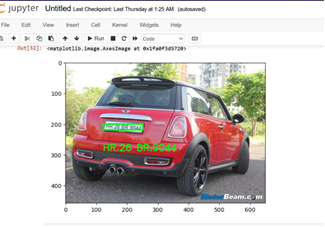 jupyter Untitled Last Checkpoint: Last Thursday at 1:25 AM (autosaved)
Edit View Insert Cell Kernel Widgets Help
Run Code
Out[32]: <matplotlib.image.AxesImage at 0x1fa0f3d5720>
0
100
200
300
400
HR.26 BR.9044
MotorBeam.com
0 100 200 300 400 500 600